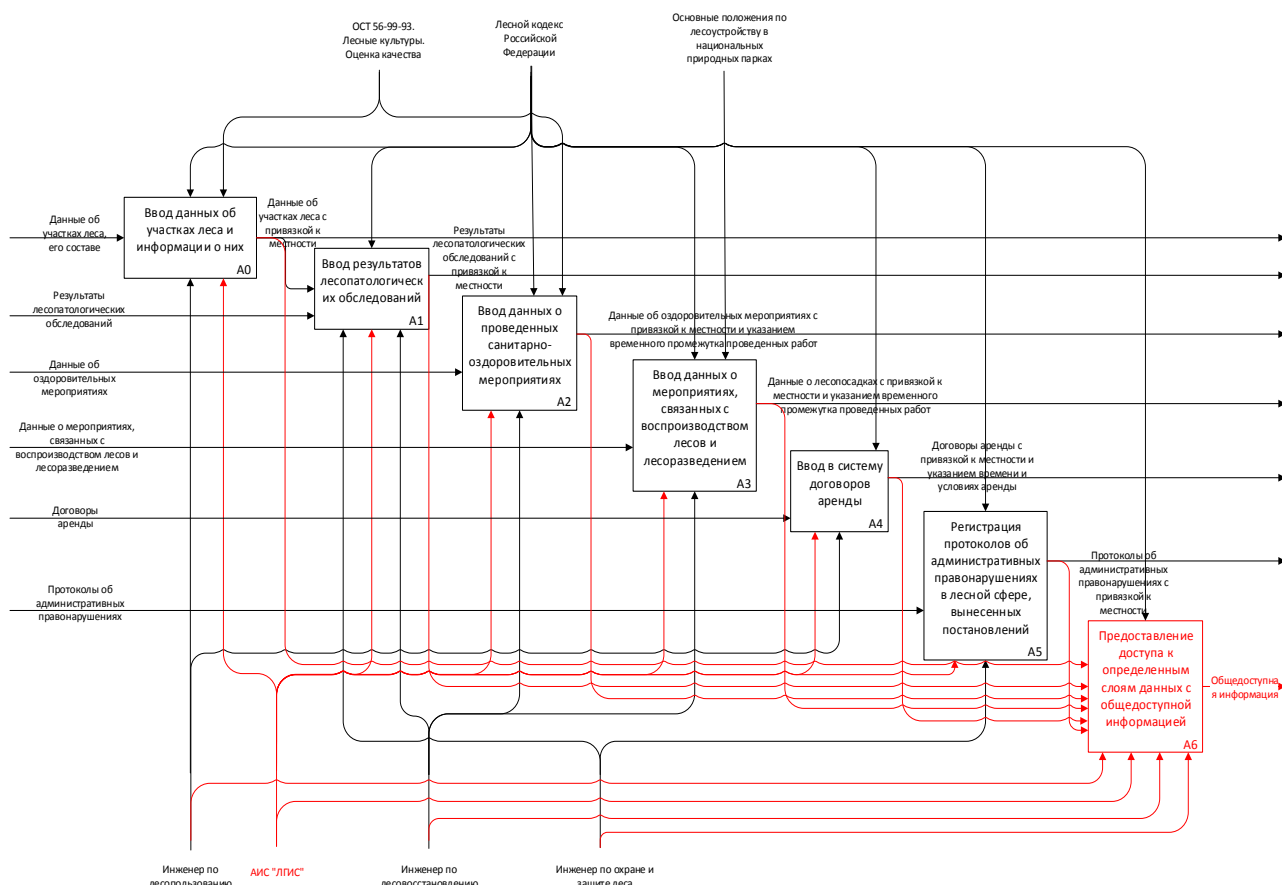 ОСТ 56-99-93.
Лесные культуры.
Оценка качества
Лесной кодекс
Российской
Федерации
Основные положения по
лесоустройству в
национальных
природных парках
Данные об
участках леса,
его составе
Ввод данных об
участках леса и
информации о них
A0
Данные об
участках леса с
привязкой к
местности
Результаты
лесопатологических
обследований
Ввод результатов
лесопатологическ
их обследований
A1
Результаты
лесопатологических
обследований с
привязкой к
местности
Данные об
оздоровительных
мероприятиях
Ввод данных о
проведенных
санитарно-
оздоровительных
мероприятиях
A2
Данные об оздоровительных мероприятиях с
привязкой к местности и указанием
временного промежутка проведенных работ
Данные о мероприятиях,
связанных с
воспроизводством лесов и
лесоразведением
Ввод данных о
мероприятиях,
связанных с
воспроизводством
лесов и
лесоразведением
A3
Данные о лесопосадках с привязкой к
местности и указанием временного
промежутка проведенных работ
Договоры
аренды
Ввод в систему
договоров
аренды
A4
Договоры аренды с
привязкой к местности и
указанием времени и
условиях аренды
Протоколы об
административных
правонарушениях
Регистрация
протоколов об
административных
правонарушениях
в лесной сфере,
вынесенных
постановлений
A5
Протоколы об
административных
правонарушениях с
привязкой к
местности
Предоставление
доступа к
определенным
слоям данных с
общедоступной
информацией
A6
Общедоступна
я информация
Инженер по
лесопользованию
АИС "ЛГИС"
Инженер по
лесовосстановлению
Инженер по охране и
защите леса